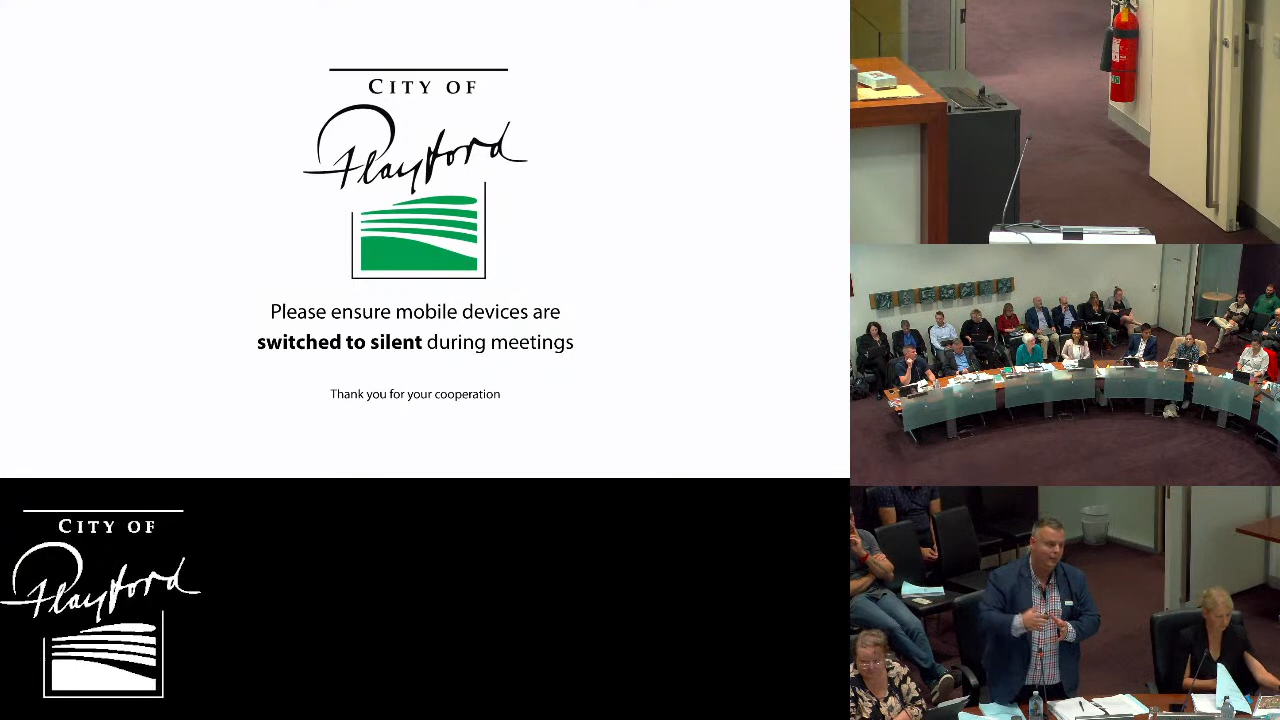 CITY OF
Playford
Please ensure mobile devices are
switched to silent during meetings
Thank you for your cooperation
CITY OF
Playford